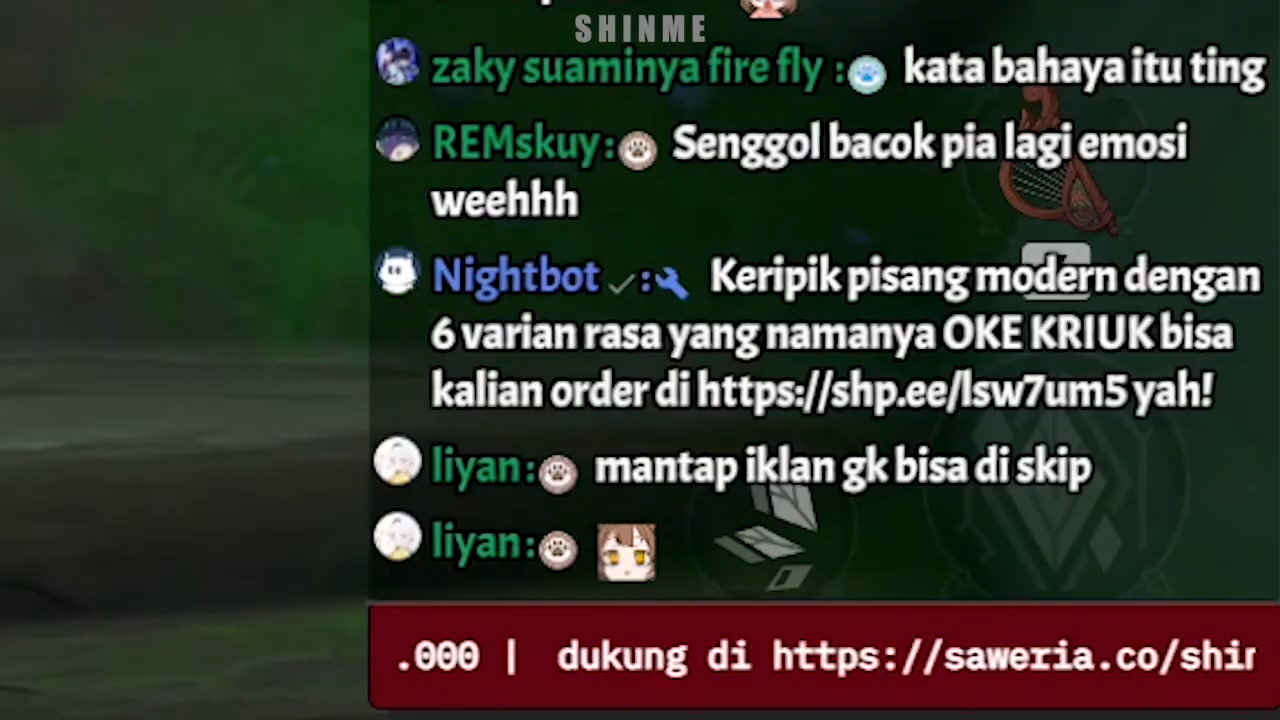 SHINME
zaky suaminya fire fly : kata bahaya itu ting
REMskuy: Senggol bacok pia lagi emosi
weehhh
Nightbot : Keripik pisang modern dengan
6 varian rasa yang namanya OKE KRIUK bisa
kalian order di https://shp.ee/lsw7um5 yah!
liyan: mantap iklan gk bisa di skip
liyan:
.000 | dukung di https://saweria.co/shin